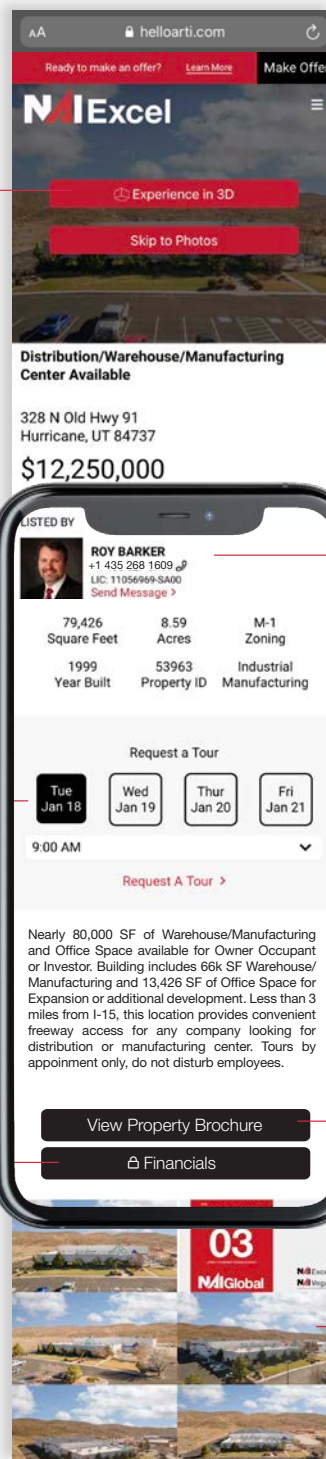 AA helloarti.com
Ready to make an offer? Learn More Make Offer
NAIExcel
Experience in 3D
Skip to Photos
Distribution/Warehouse/Manufacturing
Center Available
328 N Old Hwy 91
Hurricane, UT 84737
$12,250,000
LISTED BY
ROY BARKER
+1 435 268 1609
LIC: 11056969-SA00
Send Message >
79,426 8.59 M-1
Square Feet Acres Zoning
1999 53963 Industrial
Year Built Property ID Manufacturing
Request a Tour
Tue Wed Thur Fri
Jan 18 Jan 19 Jan 20 Jan 21
9:00 AM
Request A Tour >
Nearly 80,000 SF of Warehouse/Manufacturing
and Office Space available for Owner Occupant
or Investor. Building includes 66k SF Warehouse/
Manufacturing and 13,426 SF of Office Space for
Expansion or additional development. Less than 3
miles from I-15, this location provides convenient
freeway access for any company looking for
distribution or manufacturing center. Tours by
appoinment only, do not disturb employees.
View Property Brochure
Financials
03
NAIGlobal